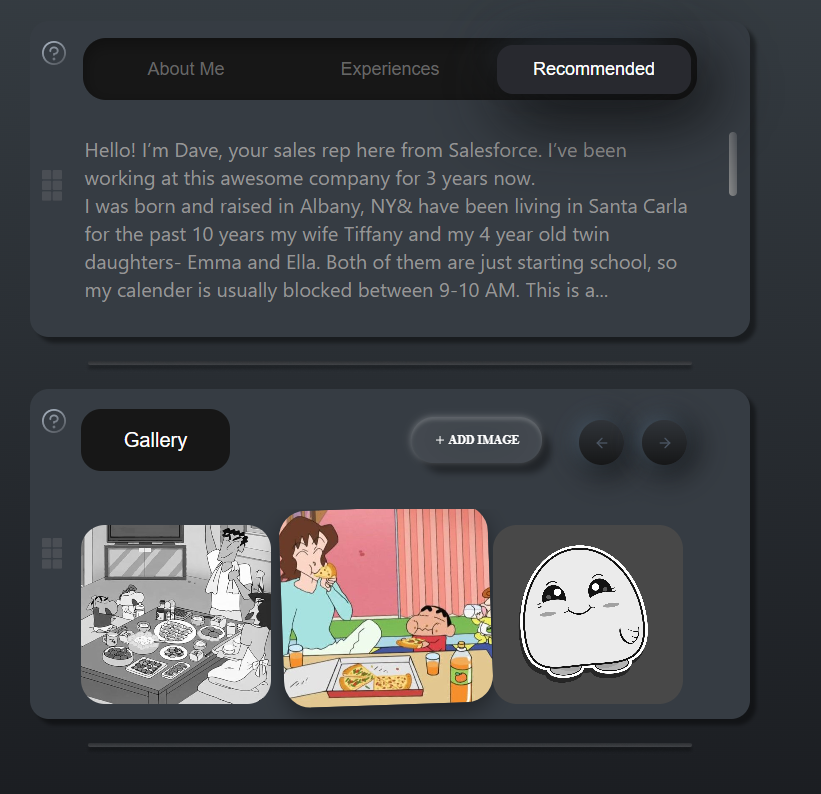 About Me Experiences Recommended
Hello! I’m Dave, your sales rep here from Salesforce. I’ve been
working at this awesome company for 3 years now.
I was born and raised in Albany, NY& have been living in Santa Carla
for the past 10 years my wife Tiffany and my 4 year old twin
daughters- Emma and Ella. Both of them are just starting school, so
my calender is usually blocked between 9-10 AM. This is a...
Gallery + ADD IMAGE